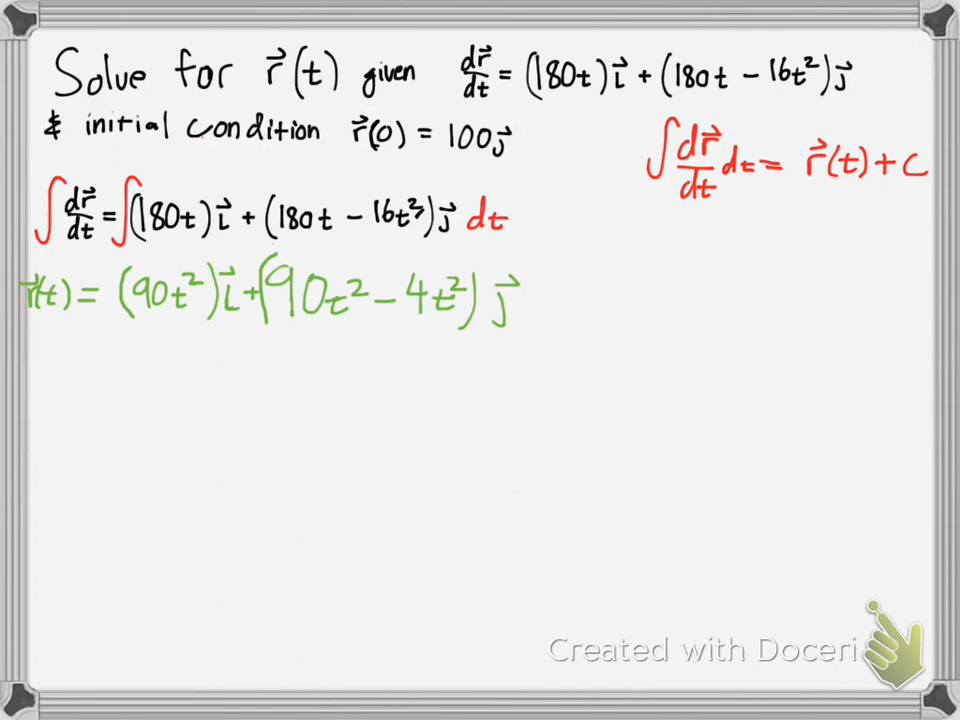 Solve for r⃗(t) given dr⃗/dt = (180t)i⃗ + (180t − 16t²)j⃗
& initial condition r⃗(0) = 100j⃗
∫ dr⃗/dt dt = r⃗(t) + C
∫ dr⃗/dt = ∫(180t)i⃗ + (180t − 16t²)j⃗ dt
r⃗(t) = (90t²)i⃗ + (90t² − 4t²)j⃗
Created with Doceri